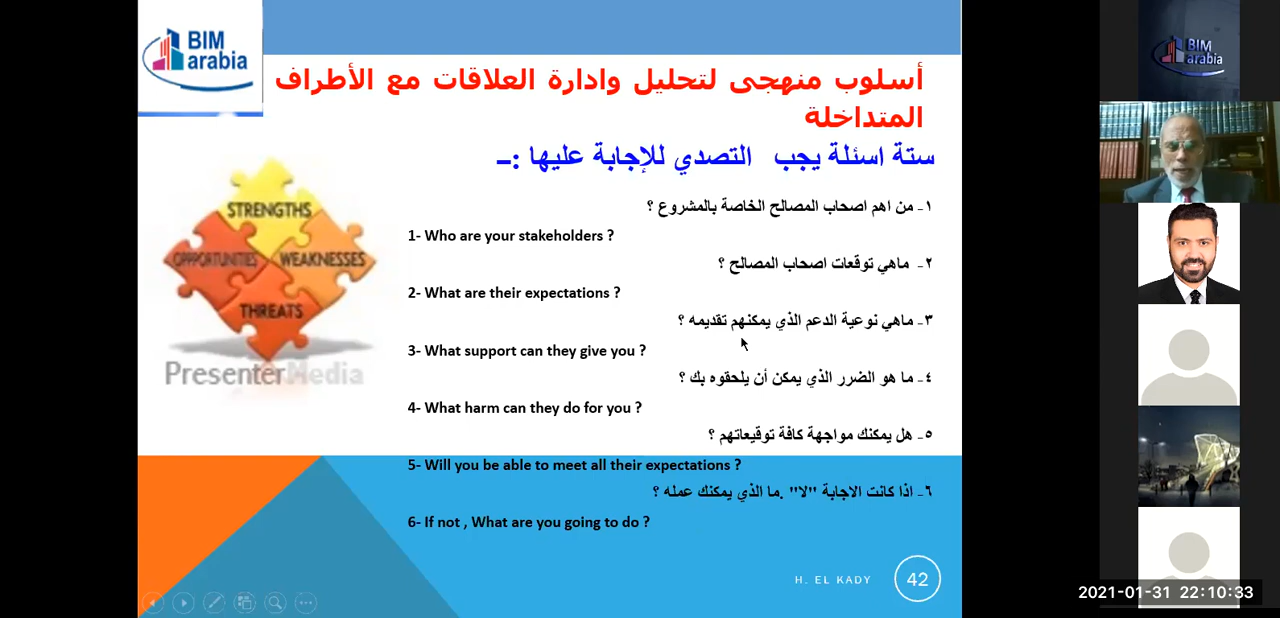 BIM
arabia
أسلوب منهجى لتحليل وادارة العلاقات مع الأطراف
المتداخلة
ستة اسئلة يجب التصدي للإجابة عليها :ـ
STRENGTHS
OPPORTUNITIES
WEAKNESSES
THREATS
PresenterMedia
١- من اهم اصحاب المصالح الخاصة بالمشروع ؟
1- Who are your stakeholders ?
٢- ماهي توقعات اصحاب المصالح ؟
2- What are their expectations ?
٣- ماهي نوعية الدعم الذي يمكنهم تقديمه ؟
3- What support can they give you ?
٤- ما هو الضرر الذي يمكن أن يلحقوه بك ؟
4- What harm can they do for you ?
٥- هل يمكنك مواجهة كافة توقيعاتهم ؟
5- Will you be able to meet all their expectations ?
٦- اذا كانت الاجابة "لا" .ما الذي يمكنك عمله ؟
6- If not , What are you going to do ?
H. EL KADY
42
BIM
arabia
2021-01-31 22:10:33